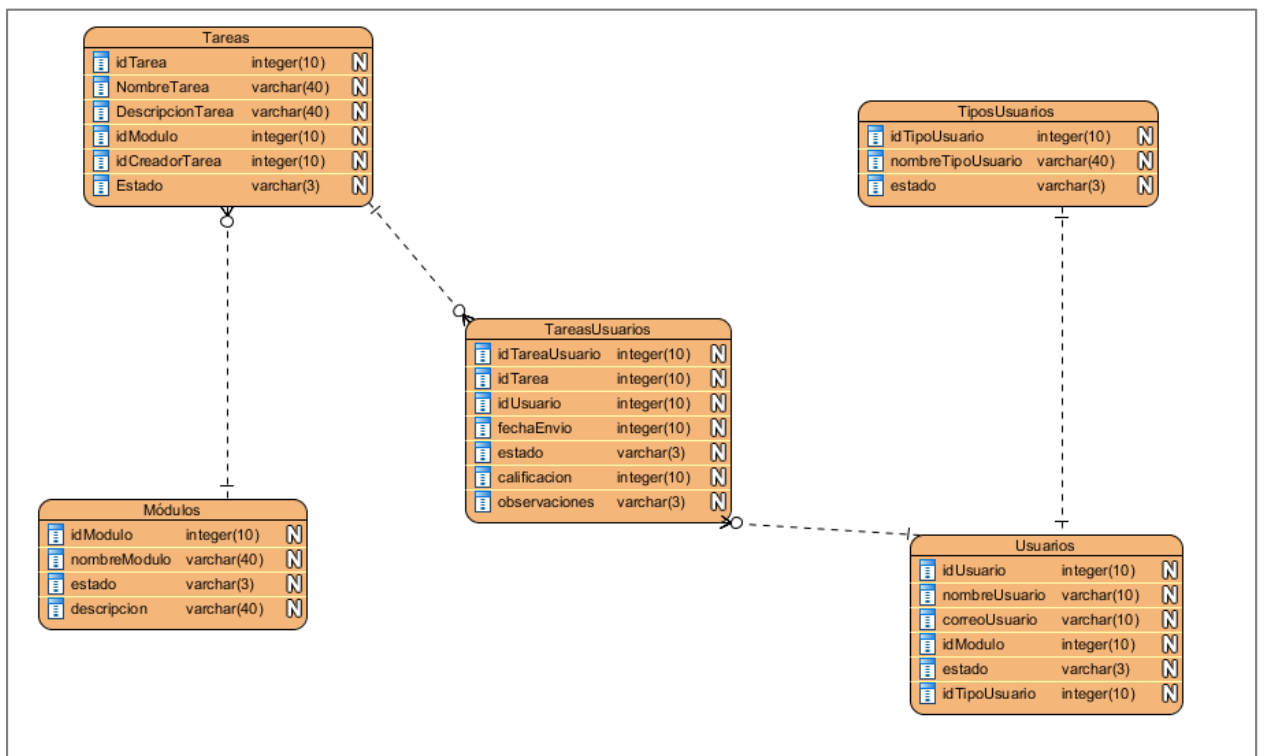 Tareas
idTarea integer(10) N
NombreTarea varchar(40) N
DescripcionTarea varchar(40) N
idModulo integer(10) N
idCreadorTarea integer(10) N
Estado varchar(3) N
TiposUsuarios
idTipoUsuario integer(10) N
nombreTipoUsuario varchar(40) N
estado varchar(3) N
TareasUsuarios
idTareaUsuario integer(10) N
idTarea integer(10) N
idUsuario integer(10) N
fechaEnvio integer(10) N
estado varchar(3) N
calificacion integer(10) N
observaciones varchar(3) N
Módulos
idModulo integer(10) N
nombreModulo varchar(40) N
estado varchar(3) N
descripcion varchar(40) N
Usuarios
idUsuario integer(10) N
nombreUsuario varchar(10) N
correoUsuario varchar(10) N
idModulo integer(10) N
estado varchar(3) N
idTipoUsuario integer(10) N